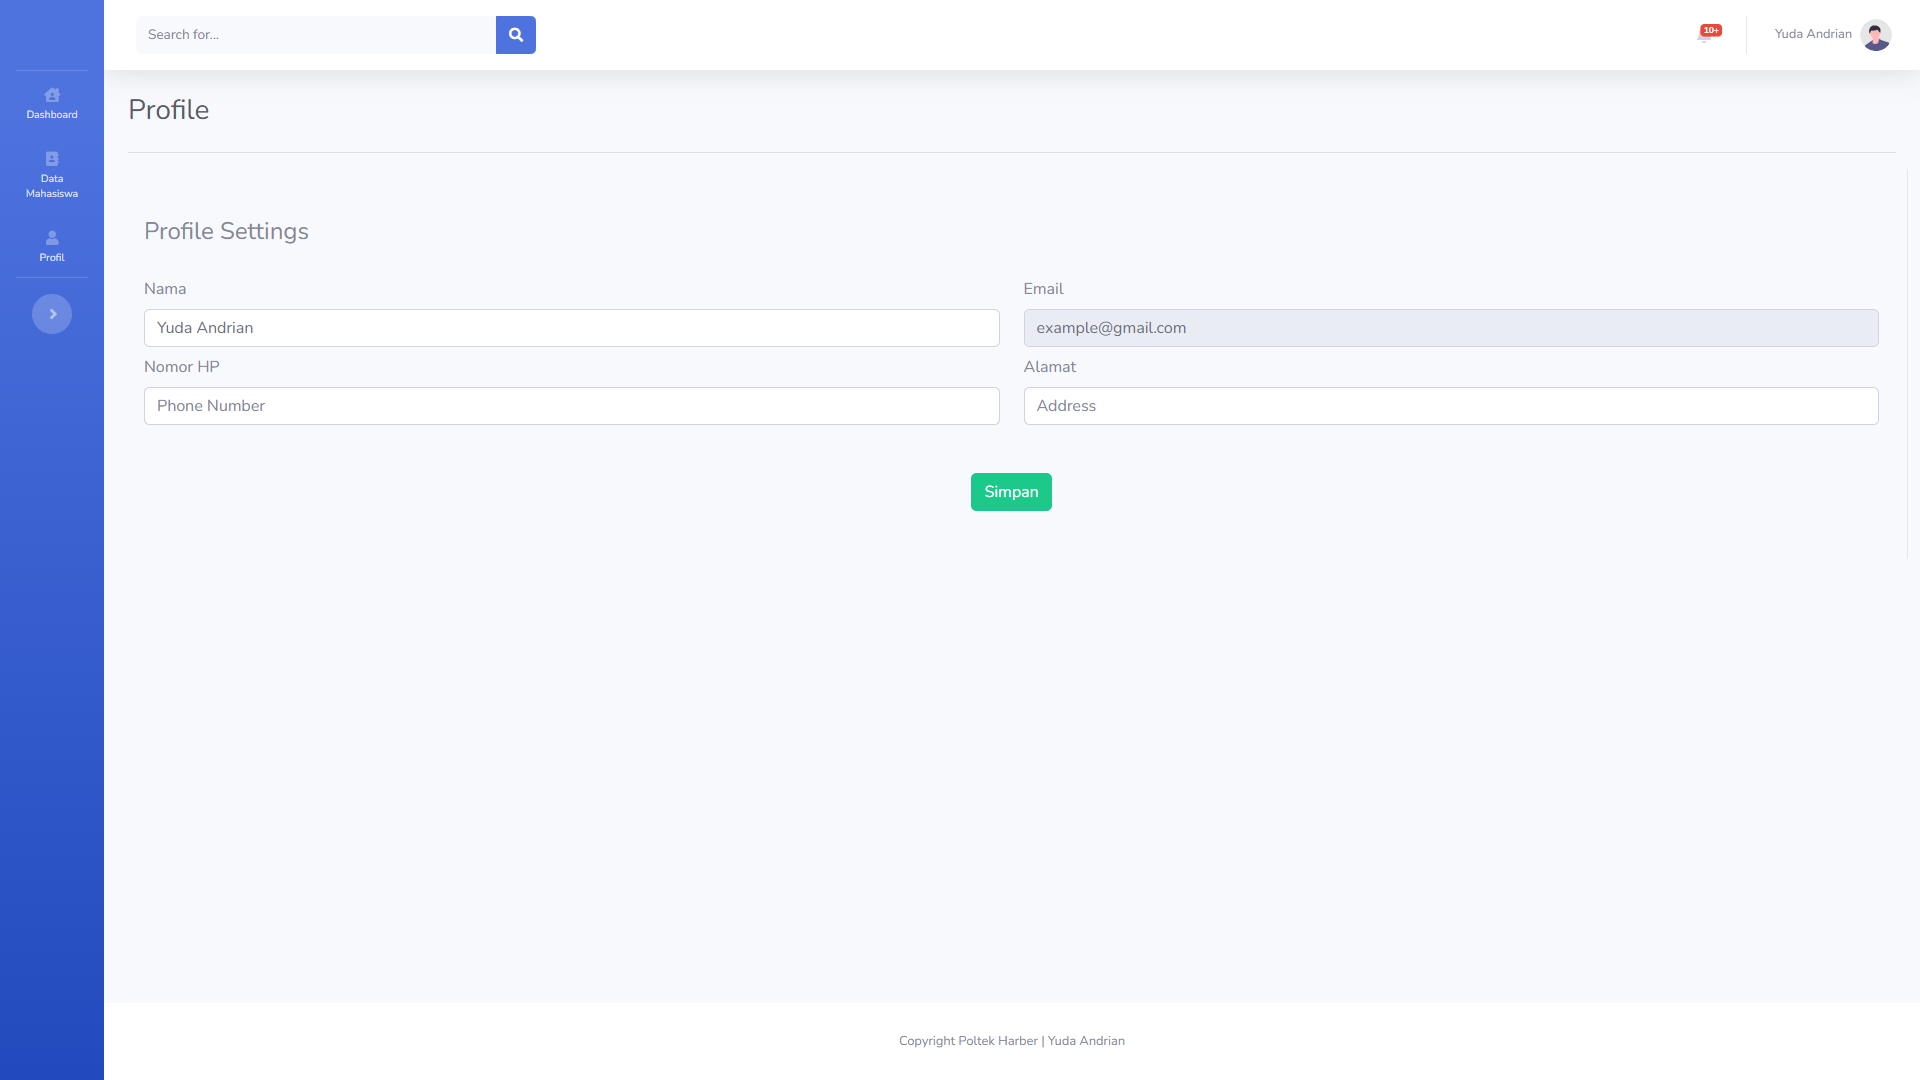 Search for...
10+
Yuda Andrian
Dashboard
Data
Mahasiswa
Profil
Profile
Profile Settings
Nama
Email
Yuda Andrian
example@gmail.com
Nomor HP
Alamat
Phone Number
Address
Simpan
Copyright Poltek Harber | Yuda Andrian